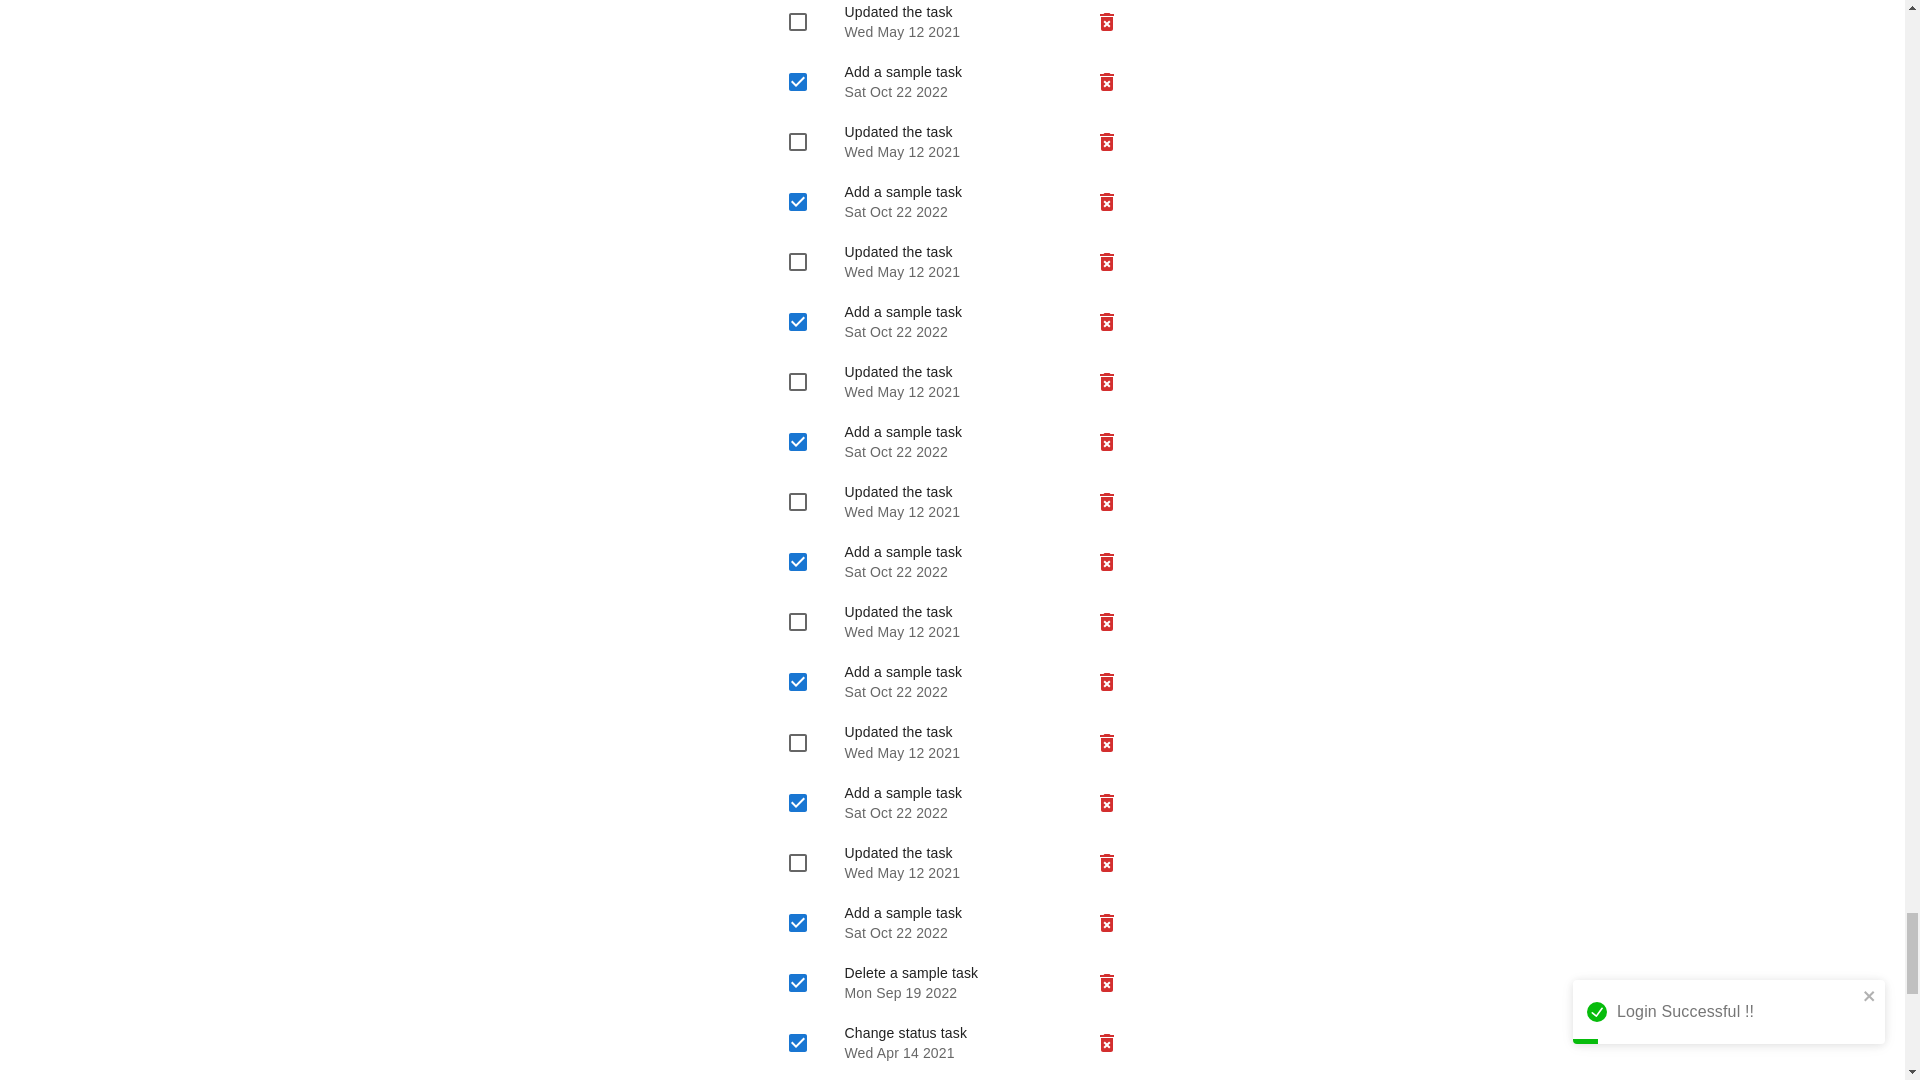 Updated the task
Wed May 12 2021
Add a sample task
Sat Oct 22 2022
Updated the task
Wed May 12 2021
Add a sample task
Sat Oct 22 2022
Updated the task
Wed May 12 2021
Add a sample task
Sat Oct 22 2022
Updated the task
Wed May 12 2021
Add a sample task
Sat Oct 22 2022
Updated the task
Wed May 12 2021
Add a sample task
Sat Oct 22 2022
Updated the task
Wed May 12 2021
Add a sample task
Sat Oct 22 2022
Updated the task
Wed May 12 2021
Add a sample task
Sat Oct 22 2022
Updated the task
Wed May 12 2021
Add a sample task
Sat Oct 22 2022
Delete a sample task
Mon Sep 19 2022
Login Successful !!
Change status task
Wed Apr 14 2021